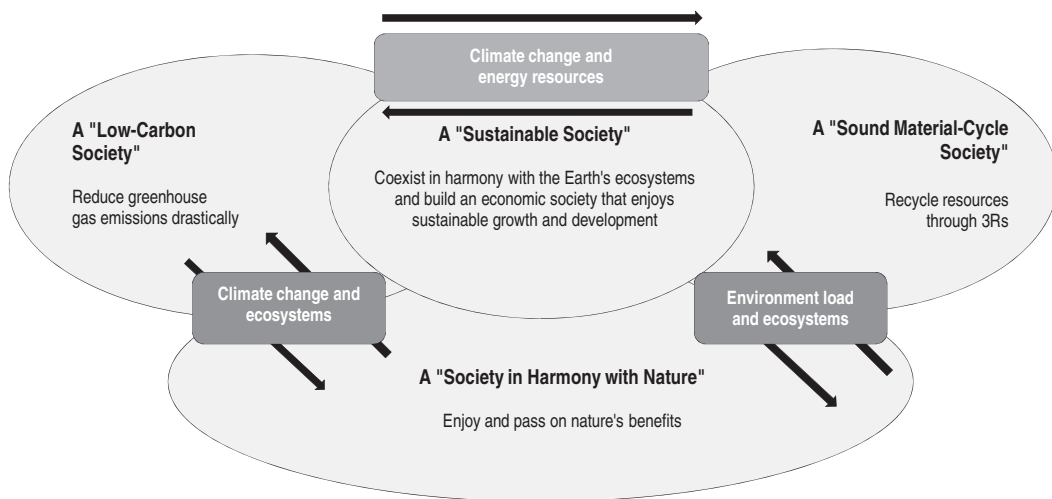 Climate change and
energy resources
A "Low-Carbon
Society"
Reduce greenhouse
gas emissions drastically
A "Sustainable Society"
Coexist in harmony with the Earth's ecosystems
and build an economic society that enjoys
sustainable growth and development
A "Sound Material-Cycle
Society"
Recycle resources
through 3Rs
Climate change and
ecosystems
Environment load
and ecosystems
A "Society in Harmony with Nature"
Enjoy and pass on nature's benefits